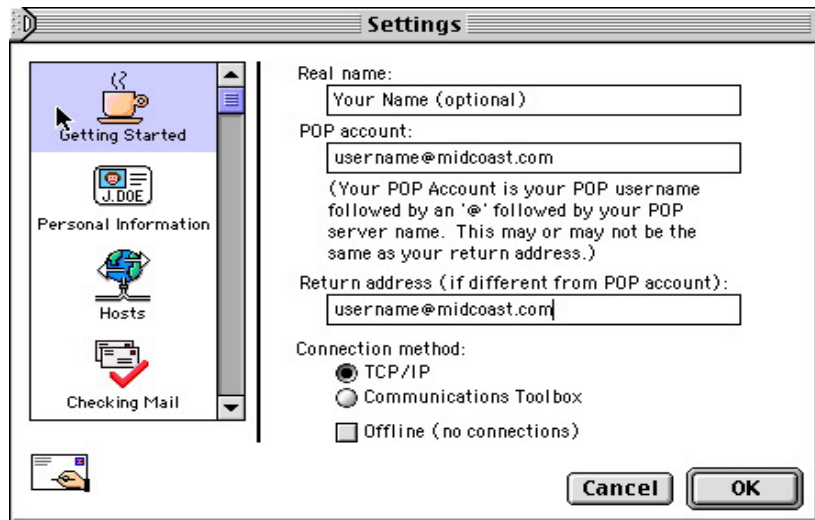 Settings
Getting Started
J.DOE
Personal Information
Hosts
Checking Mail
Real name:
Your Name (optional)
POP account:
username@midcoast.com
(Your POP Account is your POP username
followed by an '@' followed by your POP
server name. This may or may not be the
same as your return address.)
Return address (if different from POP account):
username@midcoast.com
Connection method:
TCP/IP
Communications Toolbox
Offline (no connections)
Cancel
OK